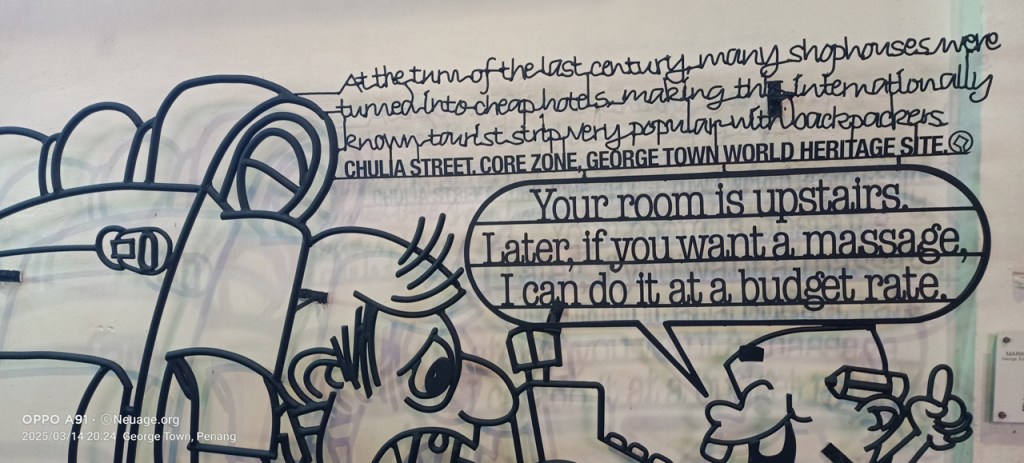 At the turn of the last century, many shophouses were
turned into cheap hotels, making this internationally
known tourist strip very popular with backpackers.
CHULIA STREET, CORE ZONE, GEORGE TOWN WORLD HERITAGE SITE.
Your room is upstairs.
Later, if you want a massage,
I can do it at a budget rate.
OPPO A91 · ©Neuage.org
2025/03/14 20:24 George Town, Penang